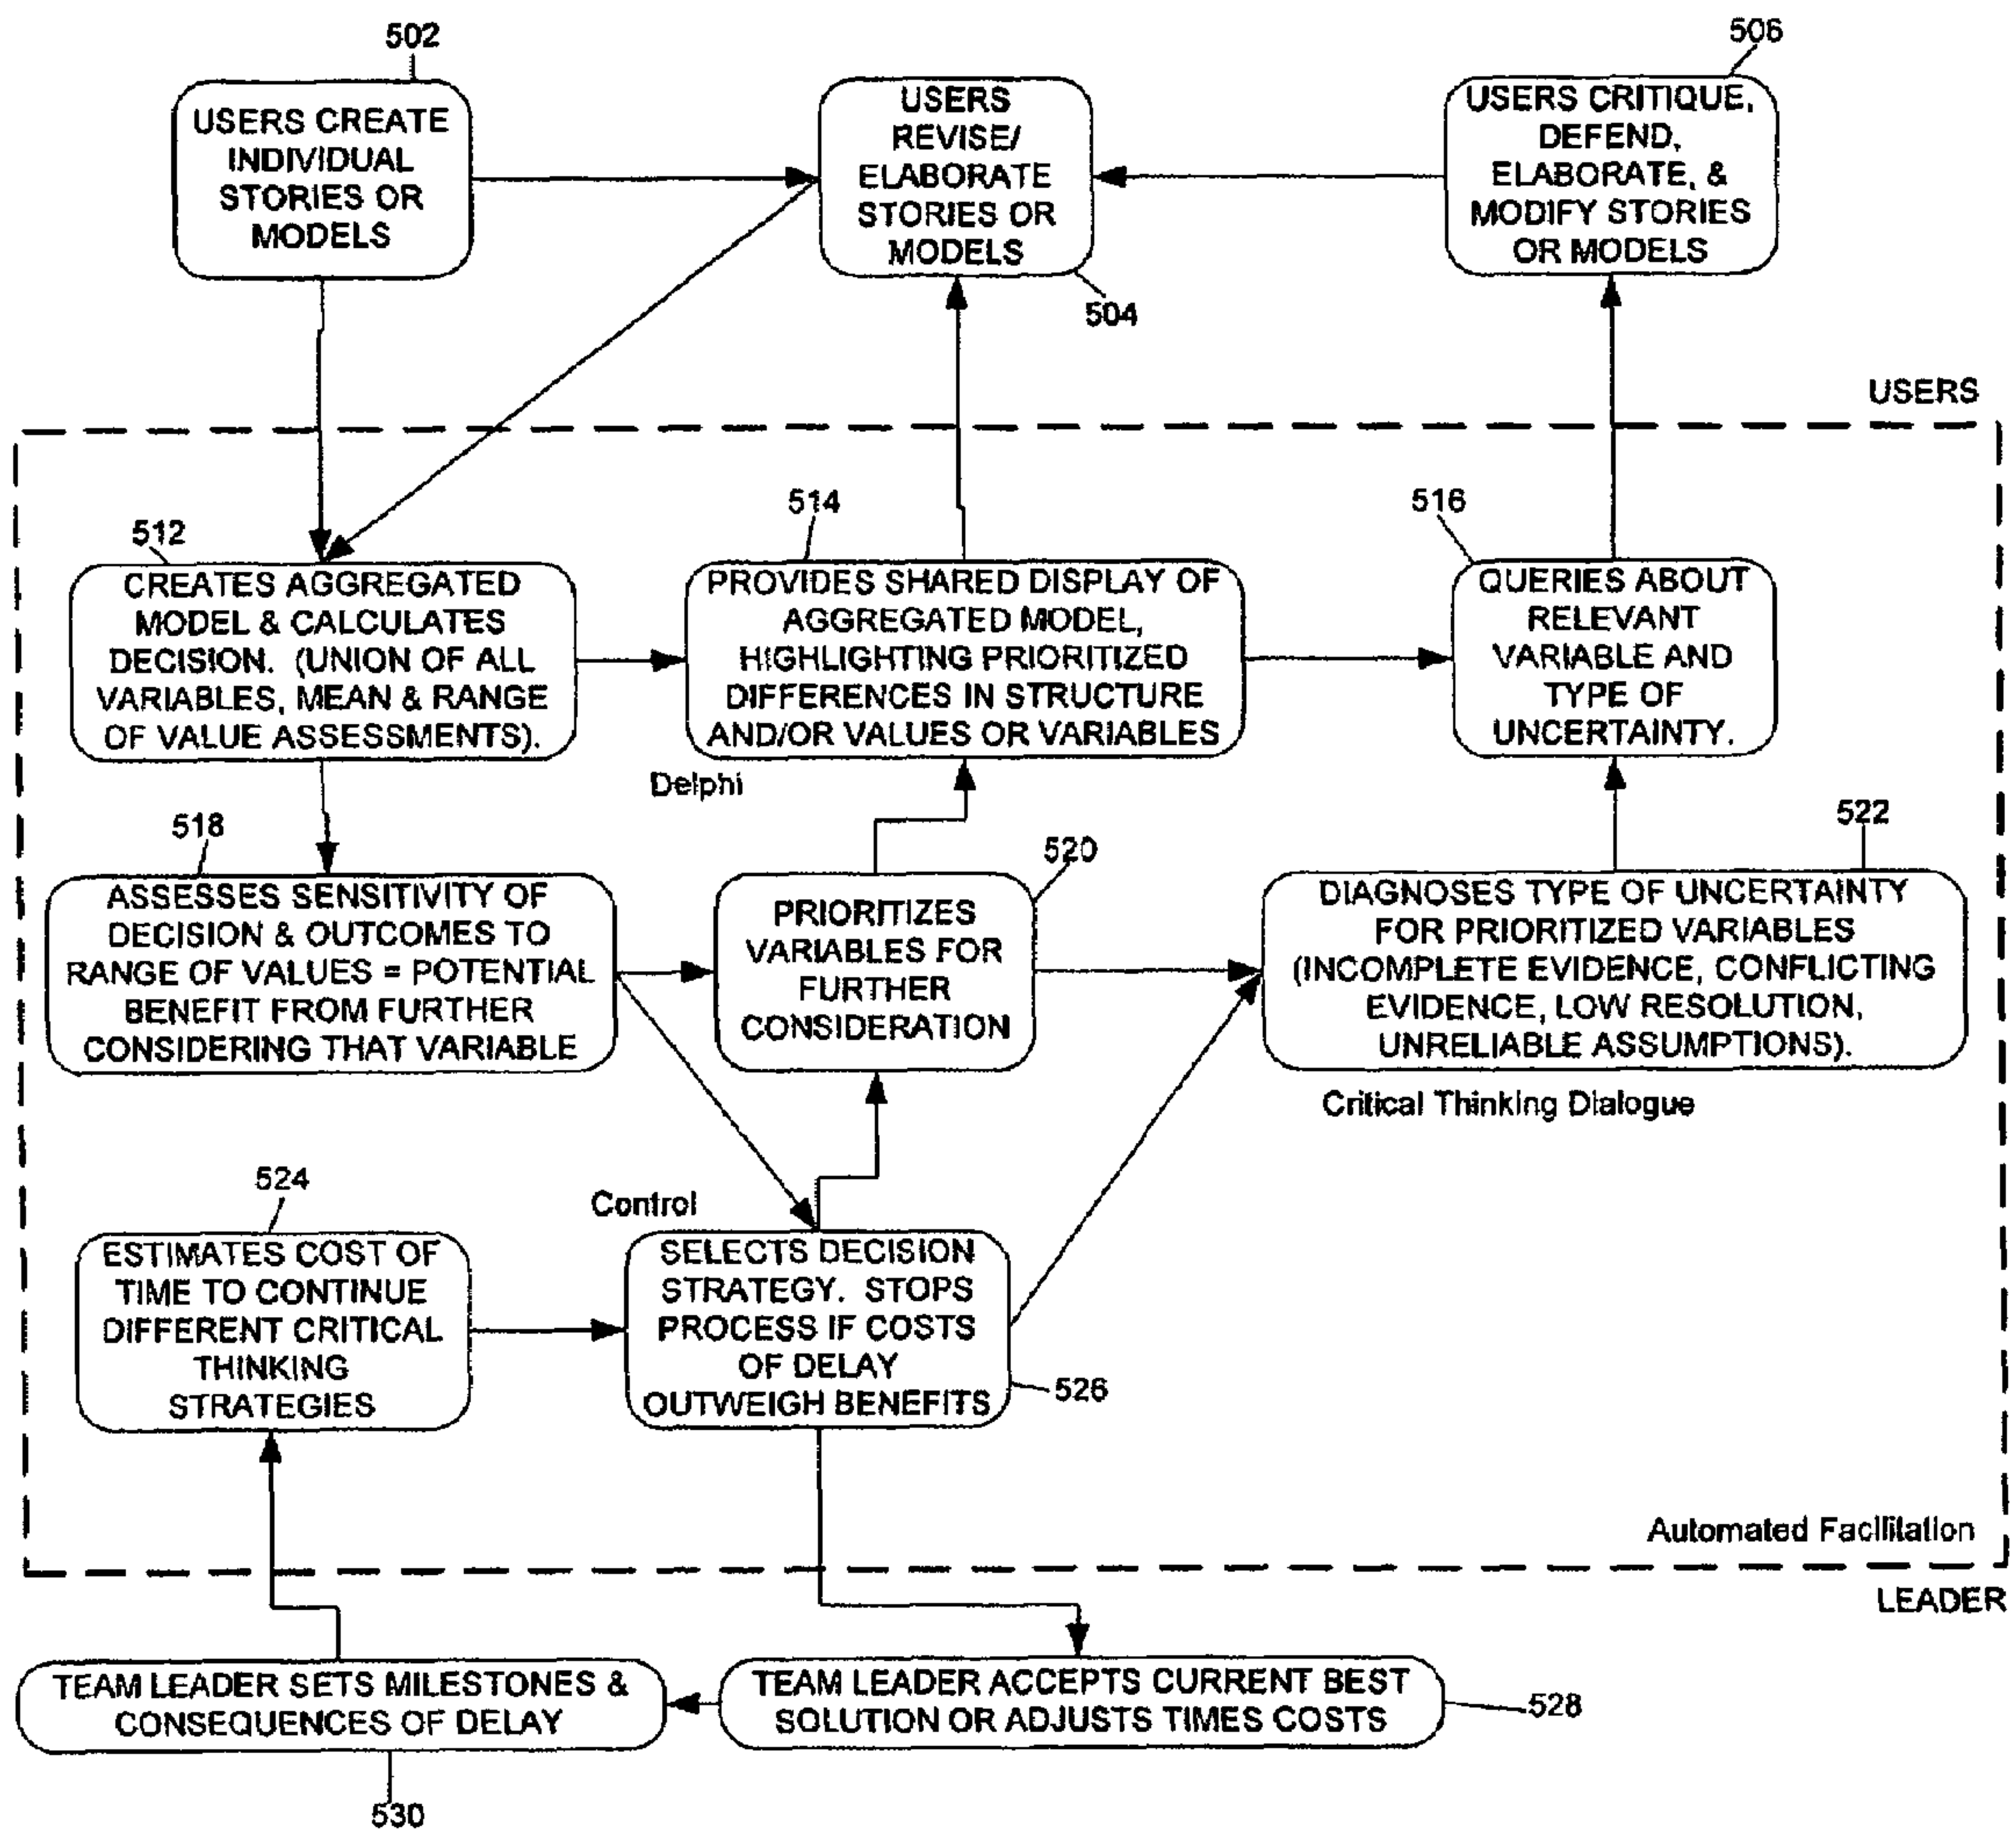 502
USERS CREATE
INDIVIDUAL
STORIES OR
MODELS
USERS
REVISE/
ELABORATE
STORIES OR
MODELS
504
506
USERS CRITIQUE,
DEFEND,
ELABORATE, &
MODIFY STORIES
OR MODELS
USERS
512
CREATES AGGREGATED
MODEL & CALCULATES
DECISION. (UNION OF ALL
VARIABLES, MEAN & RANGE
OF VALUE ASSESSMENTS).
514
PROVIDES SHARED DISPLAY OF
AGGREGATED MODEL,
HIGHLIGHTING PRIORITIZED
DIFFERENCES IN STRUCTURE
AND/OR VALUES OR VARIABLES
Delphi
516
QUERIES ABOUT
RELEVANT
VARIABLE AND
TYPE OF
UNCERTAINTY.
518
ASSESSES SENSITIVITY OF
DECISION & OUTCOMES TO
RANGE OF VALUES = POTENTIAL
BENEFIT FROM FURTHER
CONSIDERING THAT VARIABLE
520
PRIORITIZES
VARIABLES FOR
FURTHER
CONSIDERATION
522
DIAGNOSES TYPE OF UNCERTAINTY
FOR PRIORITIZED VARIABLES
(INCOMPLETE EVIDENCE, CONFLICTING
EVIDENCE, LOW RESOLUTION,
UNRELIABLE ASSUMPTIONS).
Critical Thinking Dialogue
524
ESTIMATES COST OF
TIME TO CONTINUE
DIFFERENT CRITICAL
THINKING
STRATEGIES
Control
SELECTS DECISION
STRATEGY. STOPS
PROCESS IF COSTS
OF DELAY
OUTWEIGH BENEFITS
526
Automated Facilitation
LEADER
TEAM LEADER SETS MILESTONES &
CONSEQUENCES OF DELAY
530
TEAM LEADER ACCEPTS CURRENT BEST
SOLUTION OR ADJUSTS TIMES COSTS
528